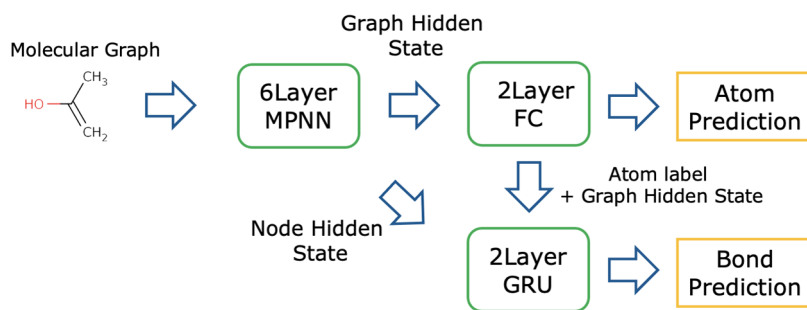 Molecular Graph
CH3
HO
CH2
6Layer
MPNN
Graph Hidden
State
2Layer
FC
Atom
Prediction
Atom label
+ Graph Hidden State
Node Hidden
State
2Layer
GRU
Bond
Prediction